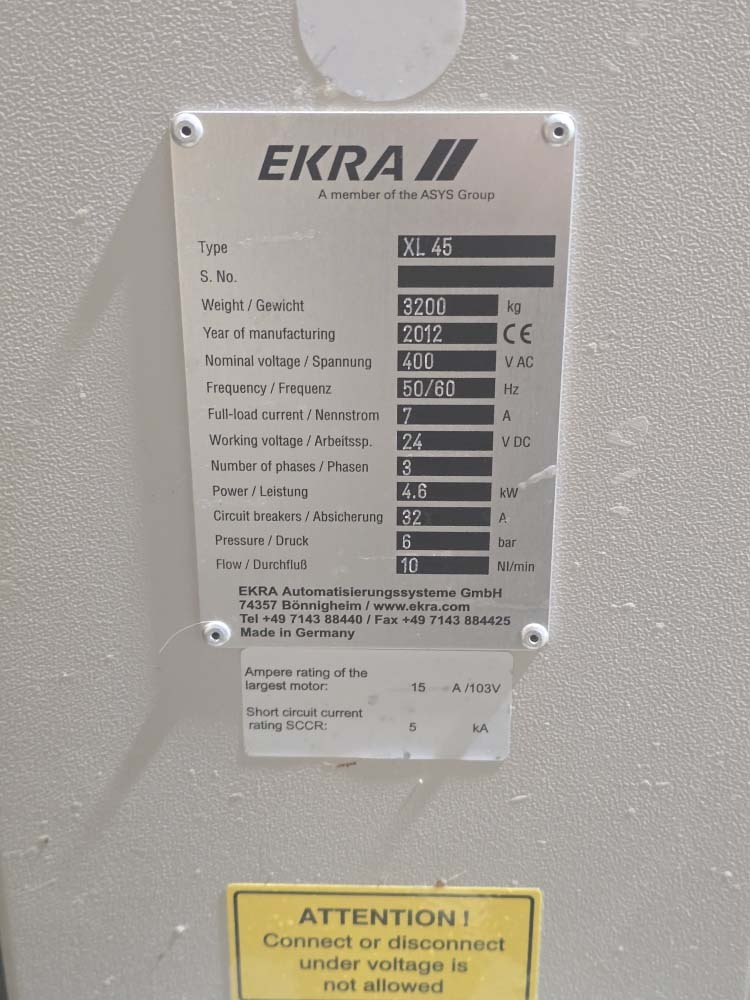 EKRA
A member of the ASYS Group
Type XL 45
S. No.
Weight / Gewicht 3200 kg
Year of manufacturing 2012 CE
Nominal voltage / Spannung 400 V AC
Frequency / Frequenz 50/60 Hz
Full-load current / Nennstrom 7 A
Working voltage / Arbeitssp. 24 V DC
Number of phases / Phasen 3
Power / Leistung 4.6 kW
Circuit breakers / Absicherung 32 A
Pressure / Druck 6 bar
Flow / Durchfluß 10 Nl/min
EKRA Automatisierungssysteme GmbH
74357 Bönnigheim / www.ekra.com
Tel +49 7143 88440 / Fax +49 7143 884425
Made in Germany
Ampere rating of the
largest motor: 15 A /103V
Short circuit current
rating SCCR: 5 kA
ATTENTION !
Connect or disconnect
under voltage is
not allowed